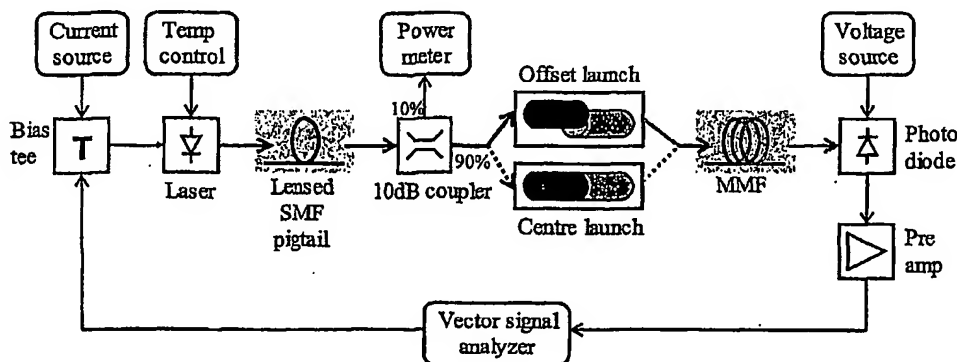 Current
source
Temp
control
Power
meter
Voltage
source
Offset launch
10%
Bias
tee
T
Laser
Lensed
SMF
pigtail
90%
10dB coupler
Centre launch
MMF
Photo
diode
Pre
amp
Vector signal
analyzer